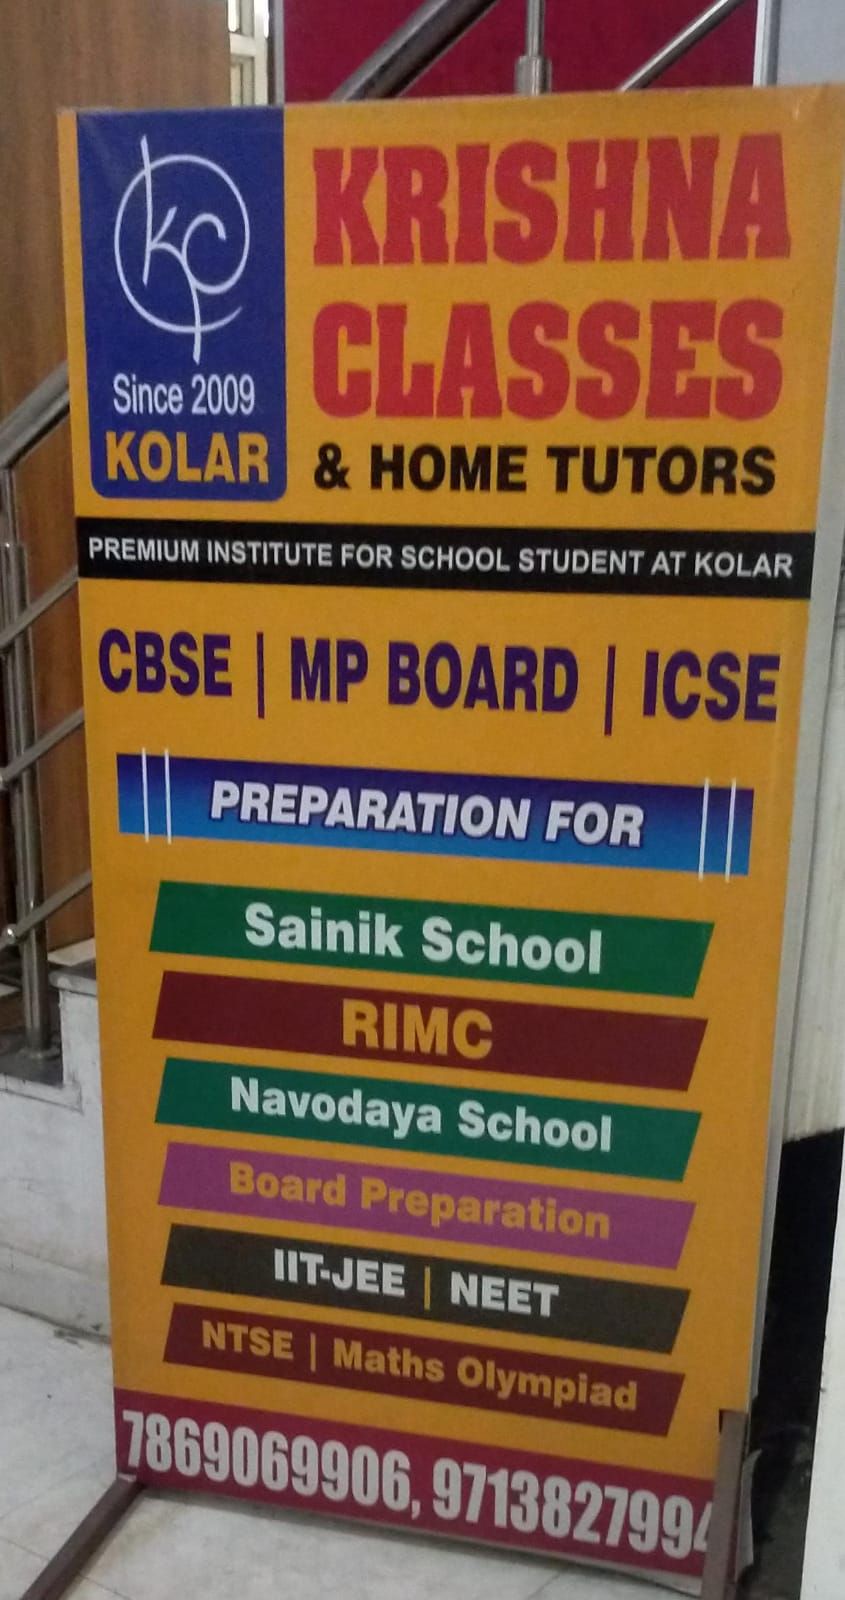 KC
Since 2009
KOLAR
KRISHNA
CLASSES
& HOME TUTORS
PREMIUM INSTITUTE FOR SCHOOL STUDENT AT KOLAR
CBSE | MP BOARD | ICSE
PREPARATION FOR
Sainik School
RIMC
Navodaya School
Board Preparation
IIT-JEE | NEET
NTSE | Maths Olympiad
7869069906, 9713827994